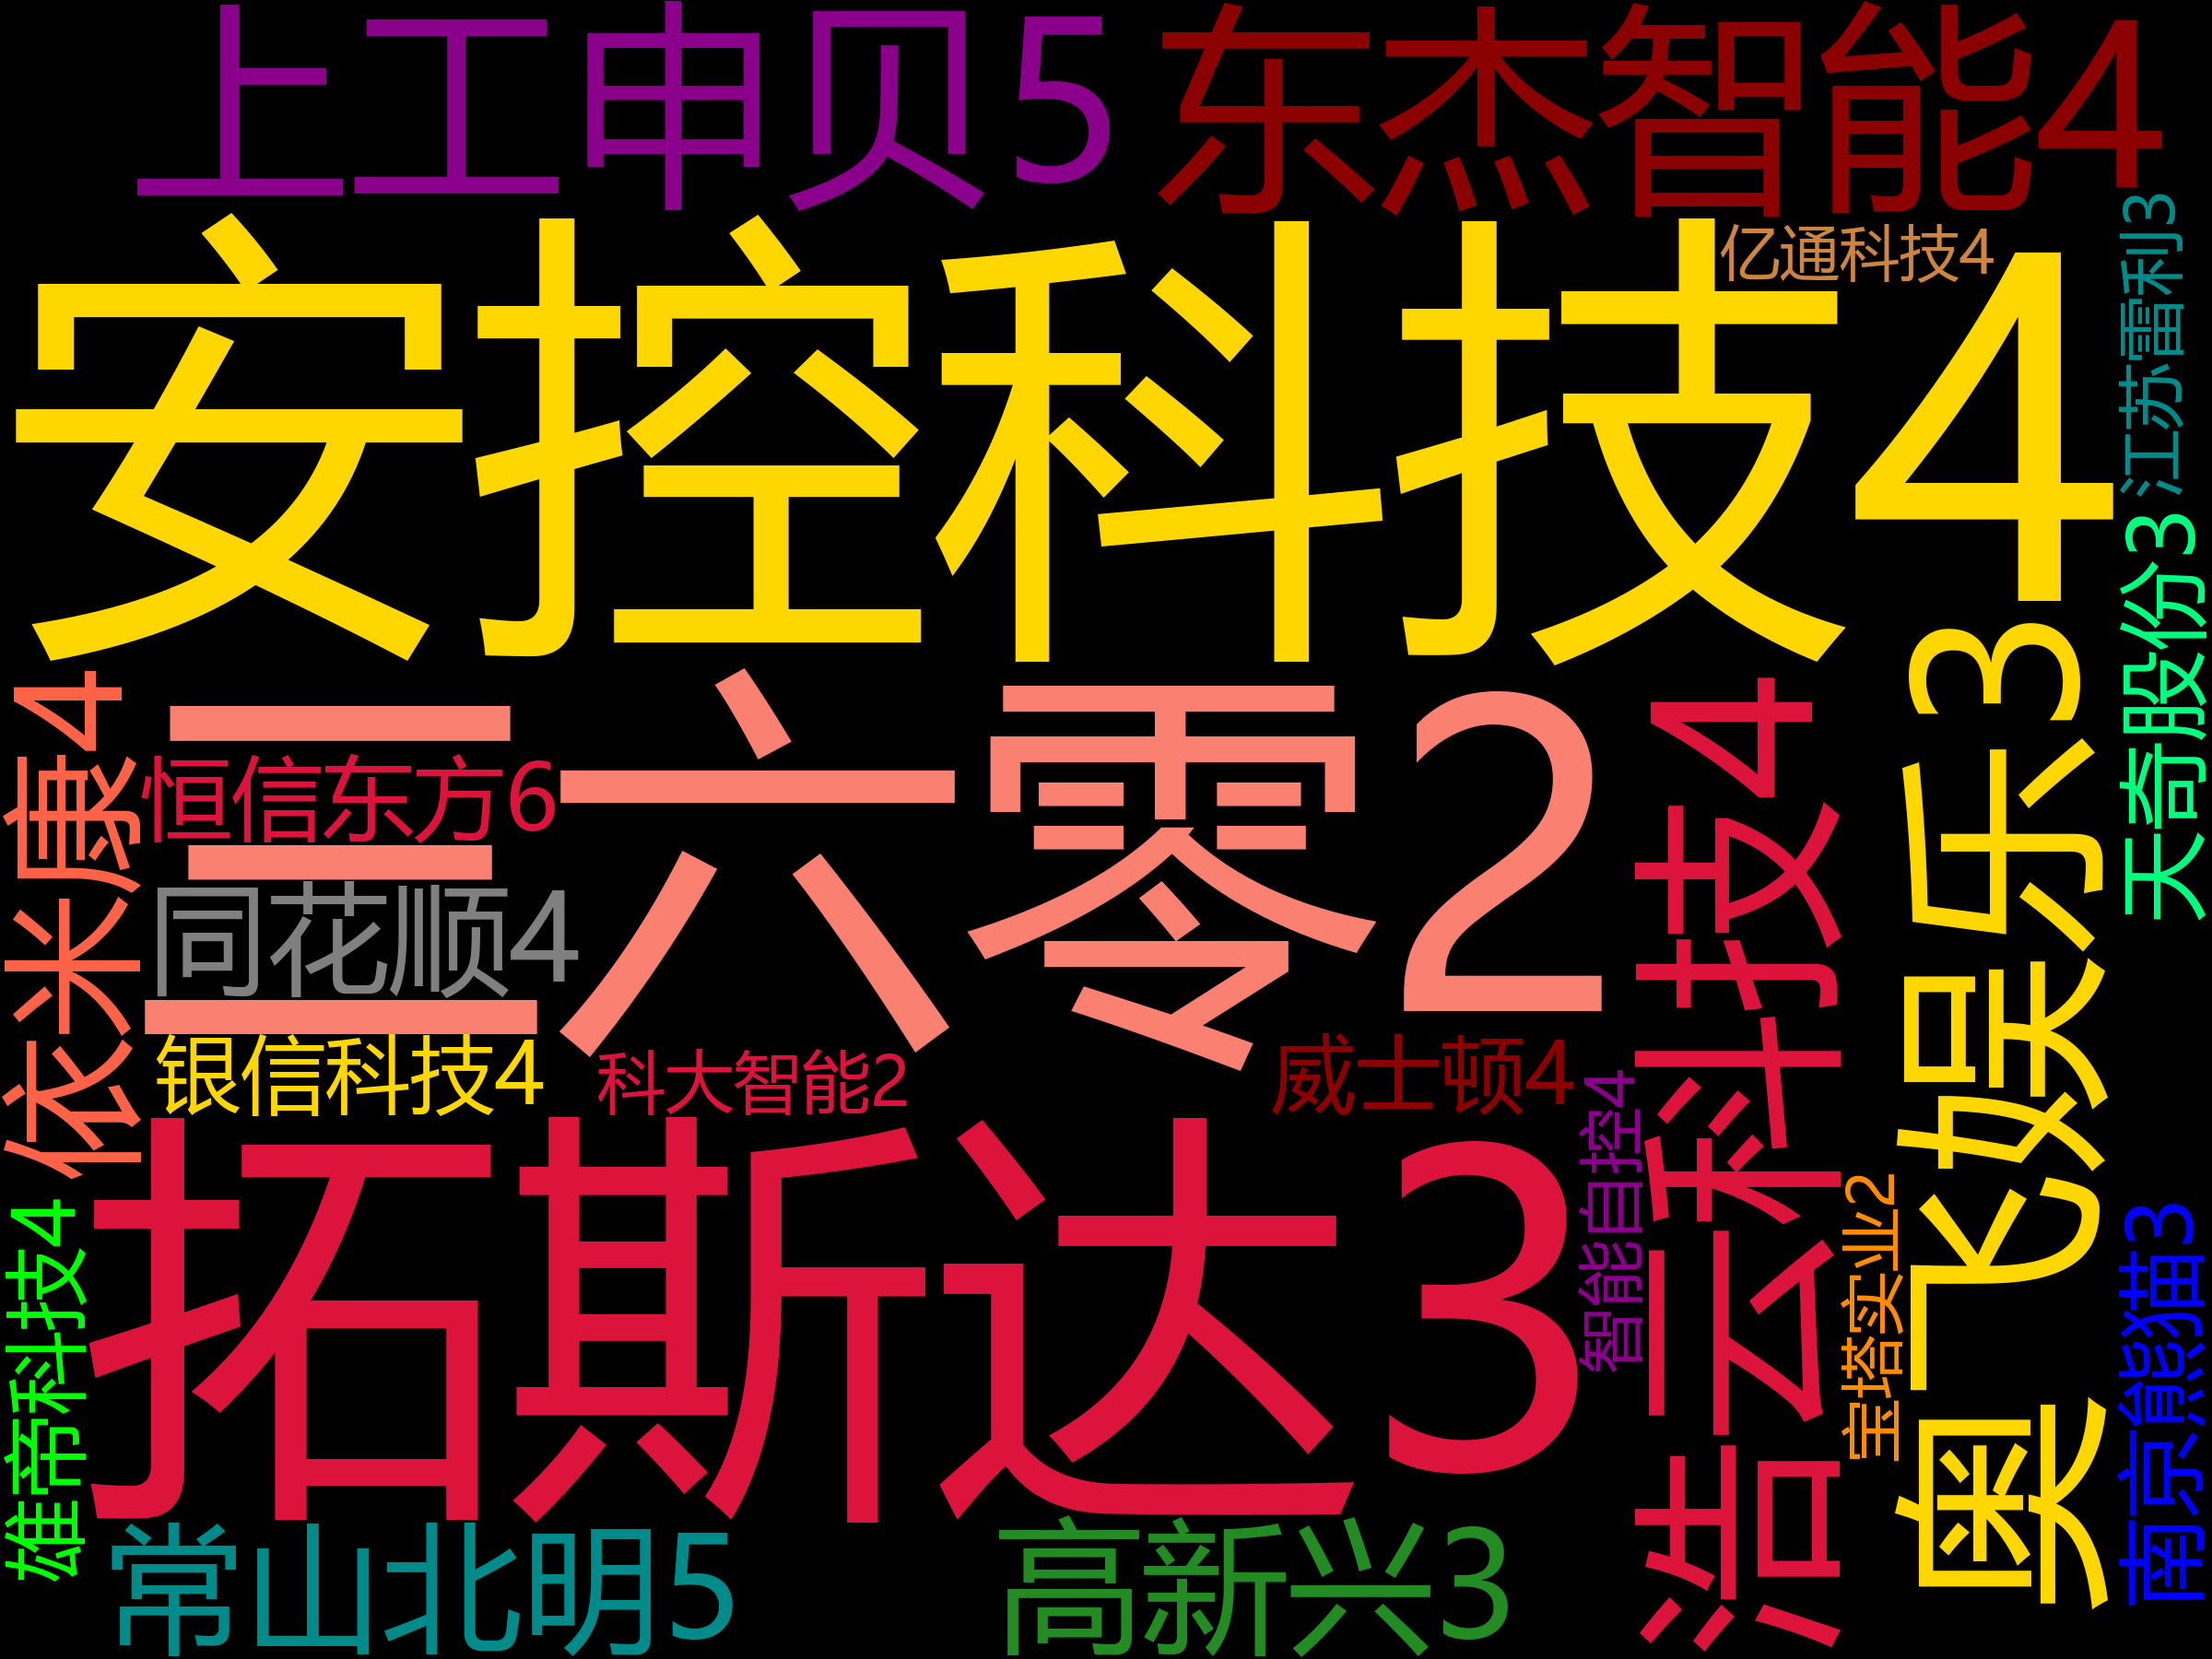 上工申贝5
东杰智能4
安控科技4
亿通科技4
江苏雷利3
天奇股份3
依米康4
三六零2
恒信东方6
同花顺4
银信科技4
科大智能2
威士顿4
浩云科技4
奥飞娱乐3
智能自控4
至控实业2
南京熊猫3
雄帝科技4
拓斯达3
常山北明5
高新兴3